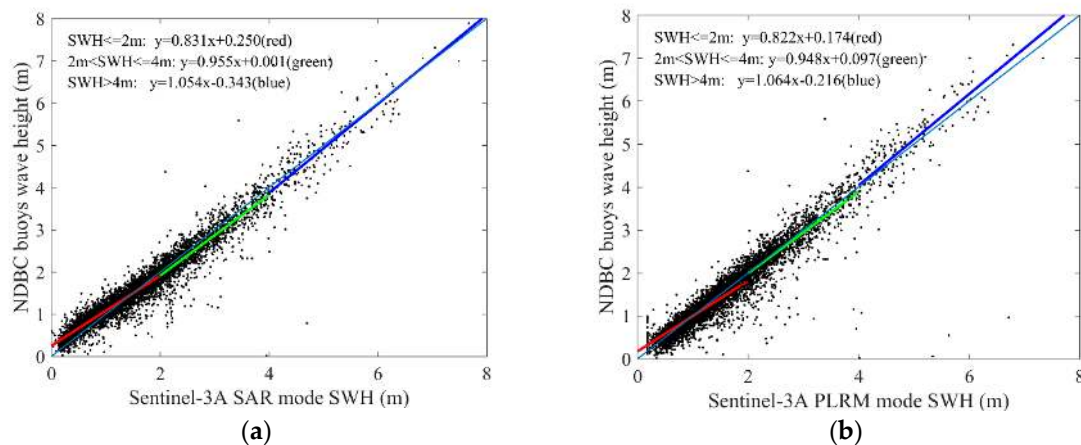 8
7
6
5
4
3
2
1
0
NDBC buoys wave height (m)
SWH<=2m: y=0.831x+0.250(red)
2m<SWH<=4m: y=0.955x+0.001(green)
SWH>4m: y=1.054x-0.343(blue)
0 2 4 6 8
Sentinel-3A SAR mode SWH (m)
(a)
8
7
6
5
4
3
2
1
0
NDBC buoys wave height (m)
SWH<=2m: y=0.822x+0.174(red)
2m<SWH<=4m: y=0.948x+0.097(green)
SWH>4m: y=1.064x-0.216(blue)
0 2 4 6 8
Sentinel-3A PLRM mode SWH (m)
(b)